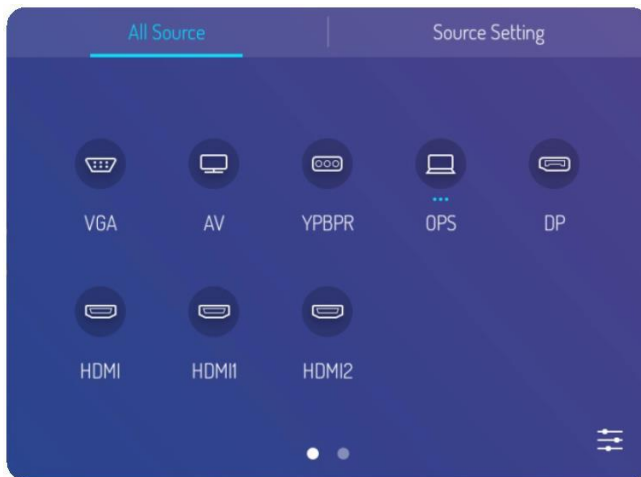 All Source Source Setting
VGA AV YPBPR OPS DP
HDMI HDMI1 HDMI2